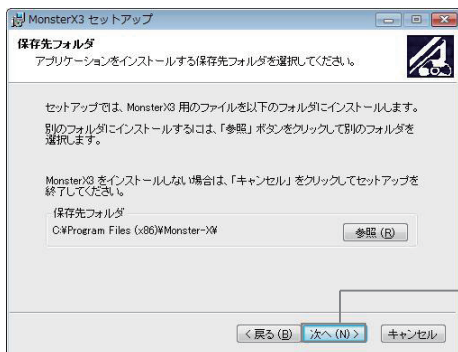 MonsterX3 セットアップ
保存先フォルダ
アプリケーションをインストールする保存先フォルダを選択してください。
セットアップでは、MonsterX3 用のファイルを以下のフォルダにインストールします。
別のフォルダにインストールするには、「参照」ボタンをクリックして別のフォルダを
選択します。
MonsterX3 をインストールしない場合は、「キャンセル」をクリックしてセットアップを
終了してください。
保存先フォルダ
C:¥Program Files (x86)¥Monster-X¥
参照 (R)
< 戻る (B)
次へ (N) >
キャンセル